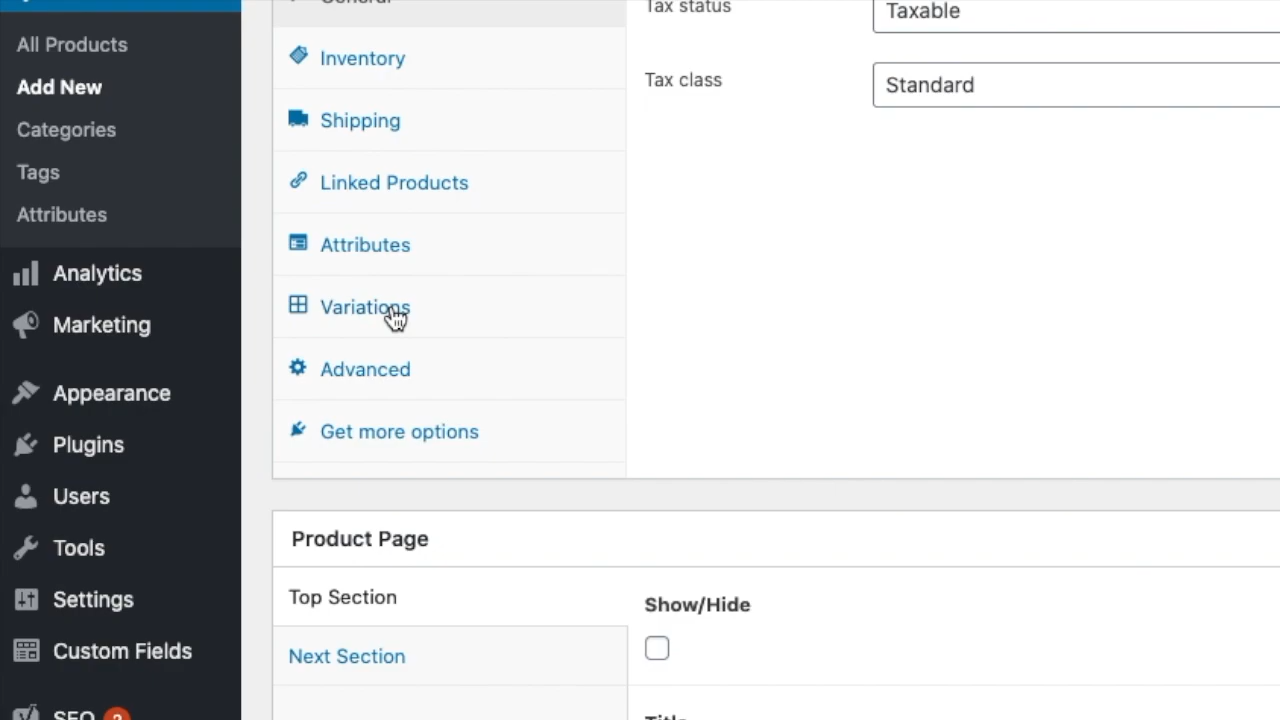 All Products
Add New
Categories
Tags
Attributes
Analytics
Marketing
Appearance
Plugins
Users
Tools
Settings
Custom Fields
SEO 2
General
Inventory
Shipping
Linked Products
Attributes
Variations
Advanced
Get more options
Tax status
Taxable
Tax class
Standard
Product Page
Top Section
Next Section
Show/Hide
Title